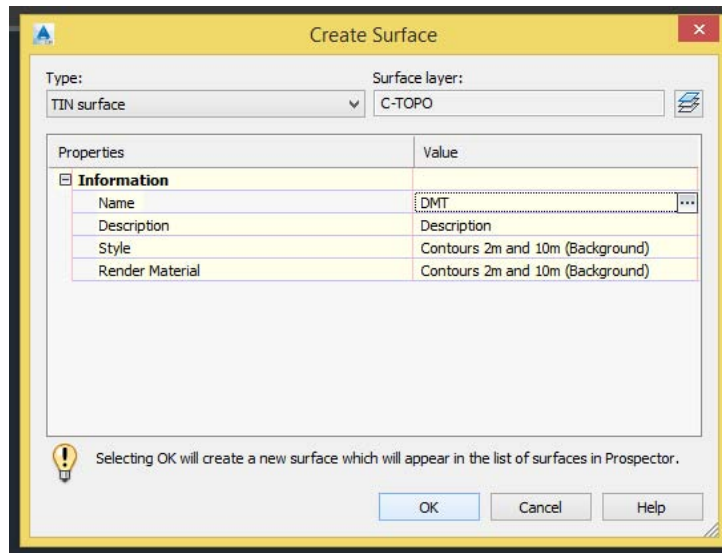 Create Surface
Type:
Surface layer:
TIN surface
C-TOPO
Properties
Value
Information
Name
DMT
...
Description
Description
Style
Contours 2m and 10m (Background)
Render Material
Contours 2m and 10m (Background)
Selecting OK will create a new surface which will appear in the list of surfaces in Prospector.
OK
Cancel
Help